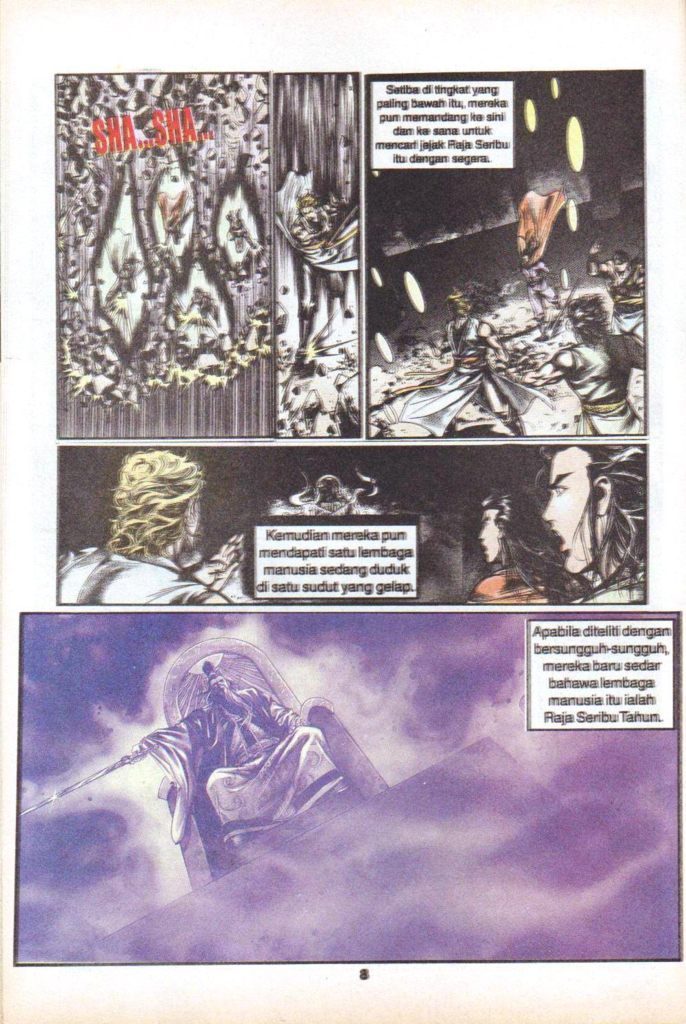 SHA...SHA...
Setiba di tingkat yang
paling bawah itu, mereka
pun memandang ke sini
dan ke sana untuk
mencari jejak Raja Seribu
itu dengan segera.
Kemudian mereka pun
mendapati satu lembaga
manusia sedang duduk
di satu sudut yang gelap.
Apabila diteliti dengan
bersungguh-sungguh,
mereka baru sedar
bahawa lembaga
manusia itu ialah
Raja Seribu Tahun.
8